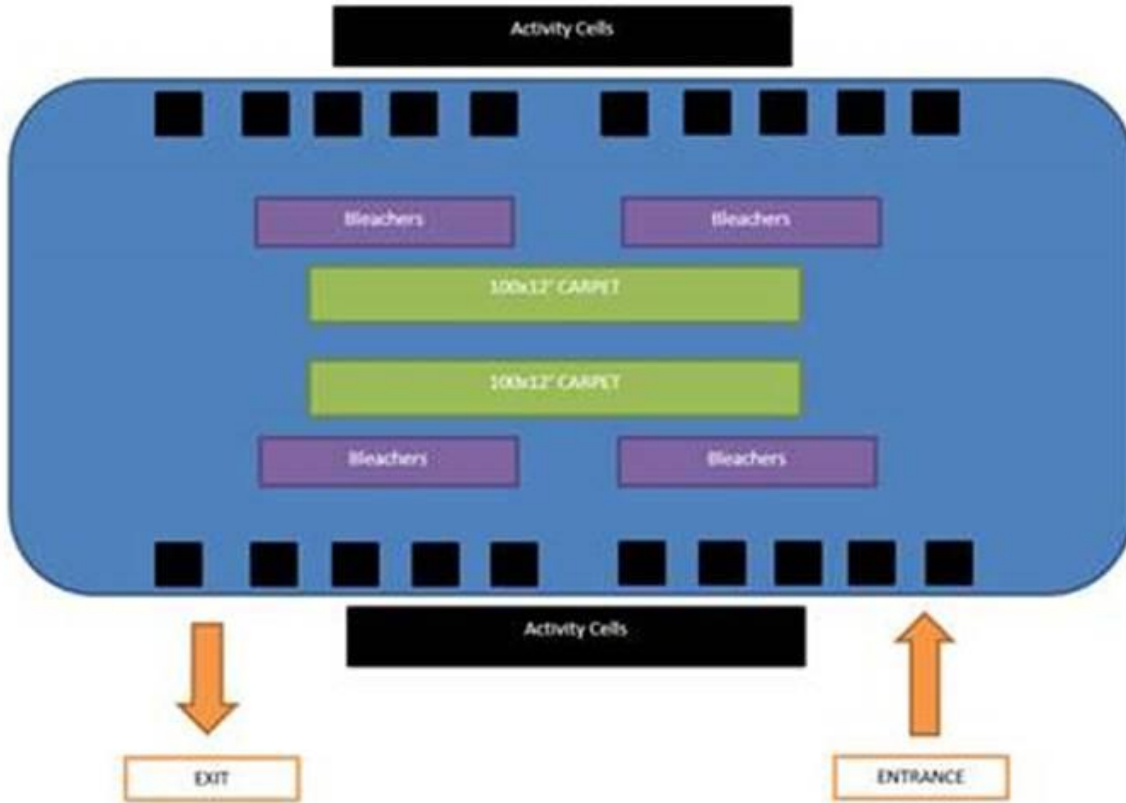 Activity Cells
Bleachers
Bleachers
100x12' CARPET
100x12' CARPET
Bleachers
Bleachers
Activity Cells
EXIT
ENTRANCE